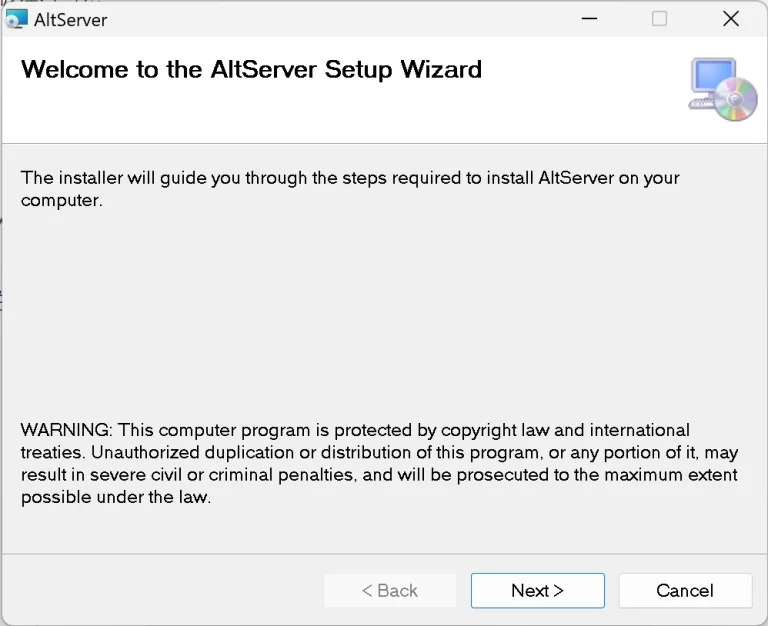 AltServer
Welcome to the AltServer Setup Wizard
The installer will guide you through the steps required to install AltServer on your
computer.
WARNING: This computer program is protected by copyright law and international
treaties. Unauthorized duplication or distribution of this program, or any portion of it, may
result in severe civil or criminal penalties, and will be prosecuted to the maximum extent
possible under the law.
< Back
Next >
Cancel